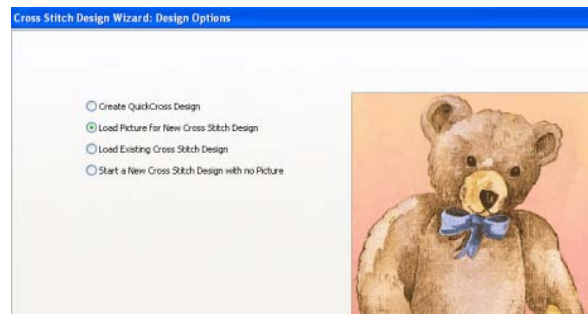 Cross Stitch Design Wizard: Design Options
Create QuickCross Design
Load Picture for New Cross Stitch Design
Load Existing Cross Stitch Design
Start a New Cross Stitch Design with no Picture